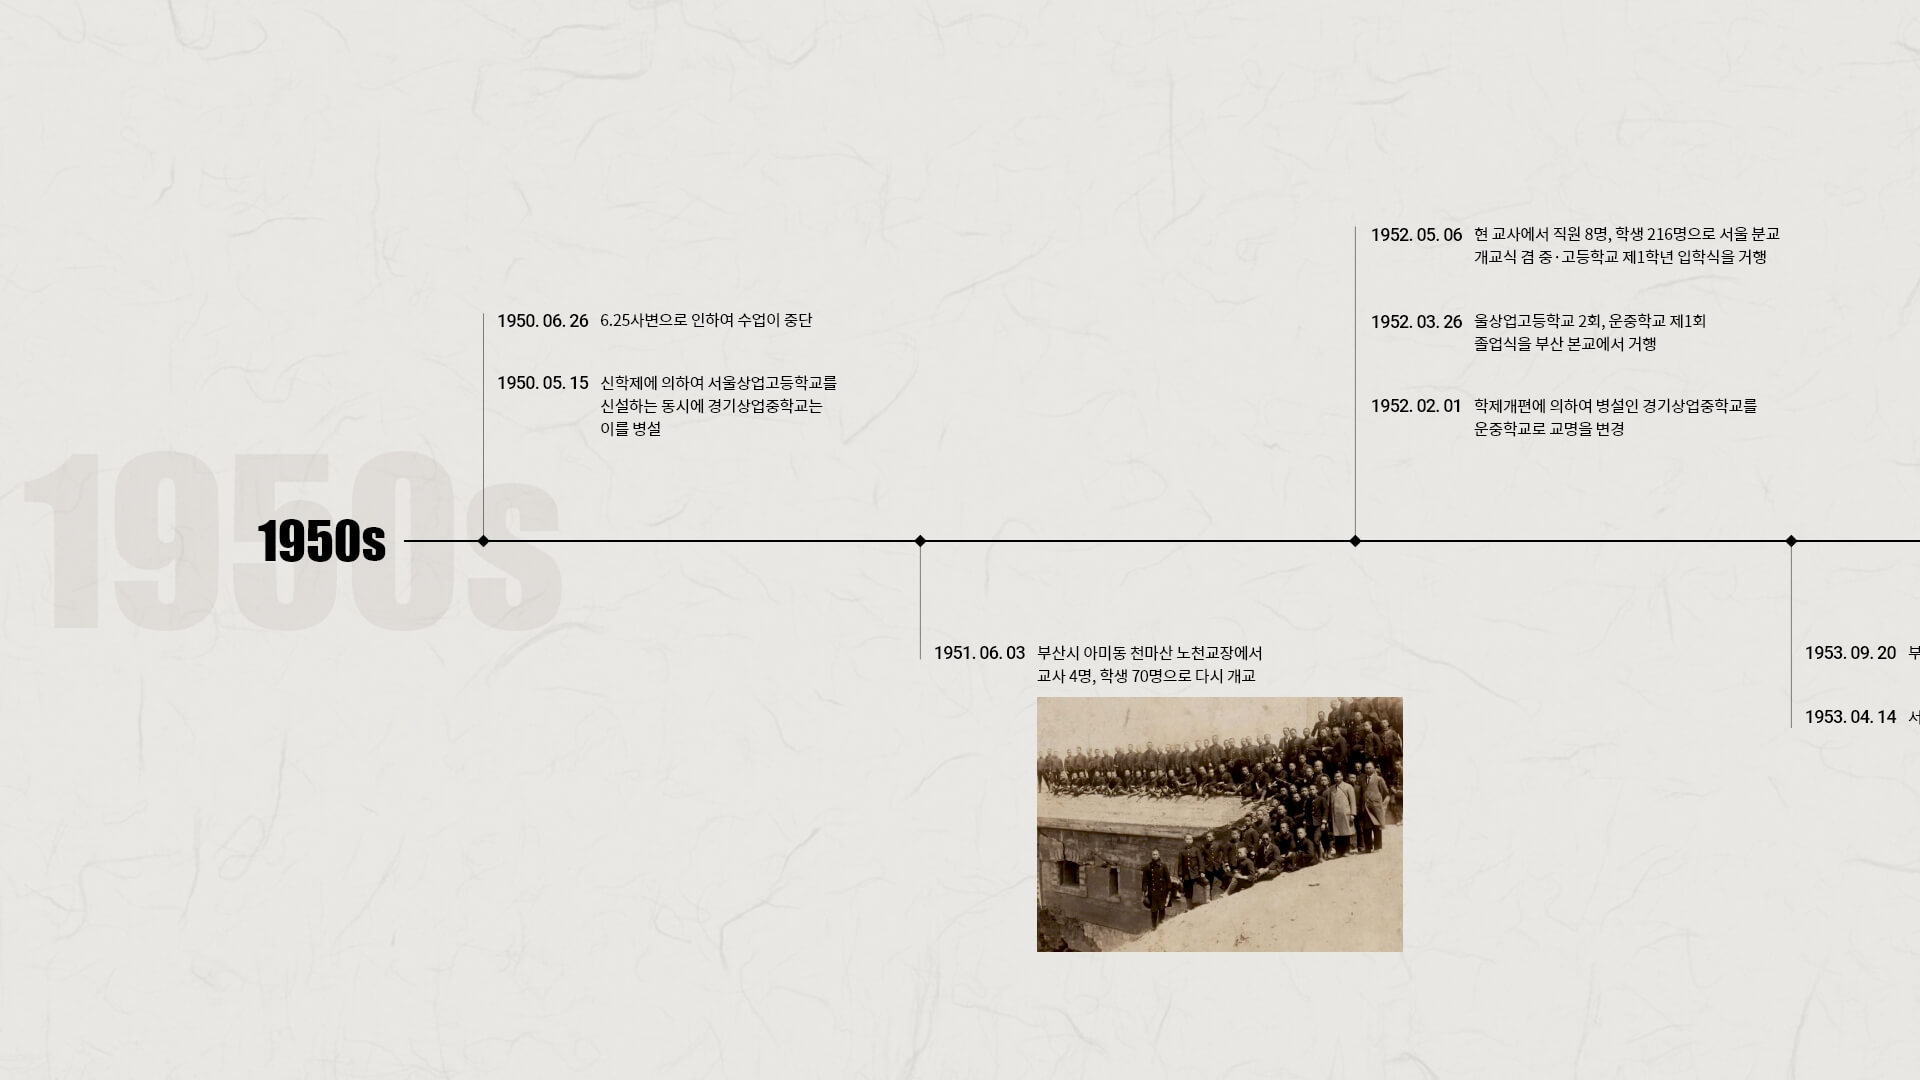 1950s
1950. 06. 26 6.25사변으로 인하여 수업이 중단
1950. 05. 15 신학제에 의하여 서울상업고등학교를
신설하는 동시에 경기상업중학교는
이를 병설
1951. 06. 03 부산시 아미동 천마산 노천교장에서
교사 4명, 학생 70명으로 다시 개교
1952. 05. 06 현 교사에서 직원 8명, 학생 216명으로 서울 분교
개교식 겸 중·고등학교 제1학년 입학식을 거행
1952. 03. 26 울상업고등학교 2회, 운중학교 제1회
졸업식을 부산 본교에서 거행
1952. 02. 01 학제개편에 의하여 병설인 경기상업중학교를
운중학교로 교명을 변경
1953. 09. 20 부
1953. 04. 14 서
1950s